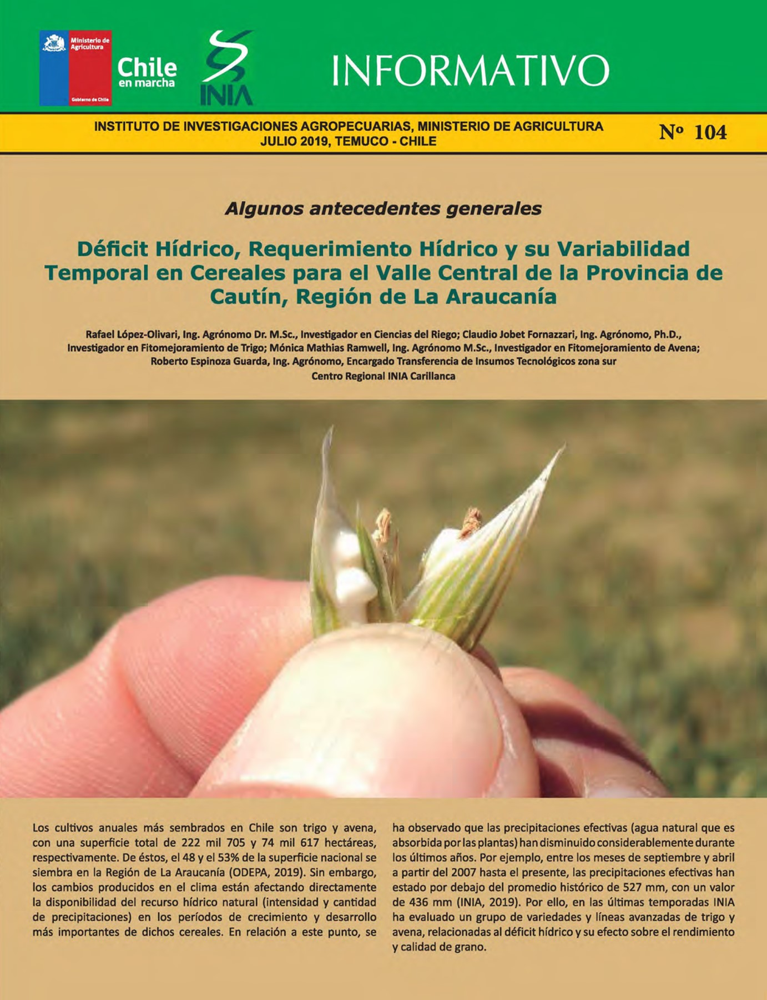 Ministerio de
Agricultura
Gobierno de Chile
Chile
en marcha
INIA
INFORMATIVO
INSTITUTO DE INVESTIGACIONES AGROPECUARIAS, MINISTERIO DE AGRICULTURA
JULIO 2019, TEMUCO - CHILE
Nº 104
Algunos antecedentes generales
Déficit Hídrico, Requerimiento Hídrico y su Variabilidad
Temporal en Cereales para el Valle Central de la Provincia de
Cautín, Región de La Araucanía
Rafael López-Olivari, Ing. Agrónomo Dr. M.Sc., Investigador en Ciencias del Riego; Claudio Jobet Fornazzari, Ing. Agrónomo, Ph.D.,
Investigador en Fitomejoramiento de Trigo; Mónica Mathias Ramwell, Ing. Agrónomo M.Sc., Investigador en Fitomejoramiento de Avena;
Roberto Espinoza Guarda, Ing. Agrónomo, Encargado Transferencia de Insumos Tecnológicos zona sur
Centro Regional INIA Carillanca
Los cultivos anuales más sembrados en Chile son trigo y avena,
con una superficie total de 222 mil 705 y 74 mil 617 hectáreas,
respectivamente. De éstos, el 48 y el 53% de la superficie nacional se
siembra en la Región de La Araucanía (ODEPA, 2019). Sin embargo,
los cambios producidos en el clima están afectando directamente
la disponibilidad del recurso hídrico natural (intensidad y cantidad
de precipitaciones) en los períodos de crecimiento y desarrollo
más importantes de dichos cereales. En relación a este punto, se
ha observado que las precipitaciones efectivas (agua natural que es
absorbida por las plantas) han disminuido considerablemente durante
los últimos años. Por ejemplo, entre los meses de septiembre y abril
a partir del 2007 hasta el presente, las precipitaciones efectivas han
estado por debajo del promedio histórico de 527 mm, con un valor
de 436 mm (INIA, 2019). Por ello, en las últimas temporadas INIA
ha evaluado un grupo de variedades y líneas avanzadas de trigo y
avena, relacionadas al déficit hídrico y su efecto sobre el rendimiento
y calidad de grano.